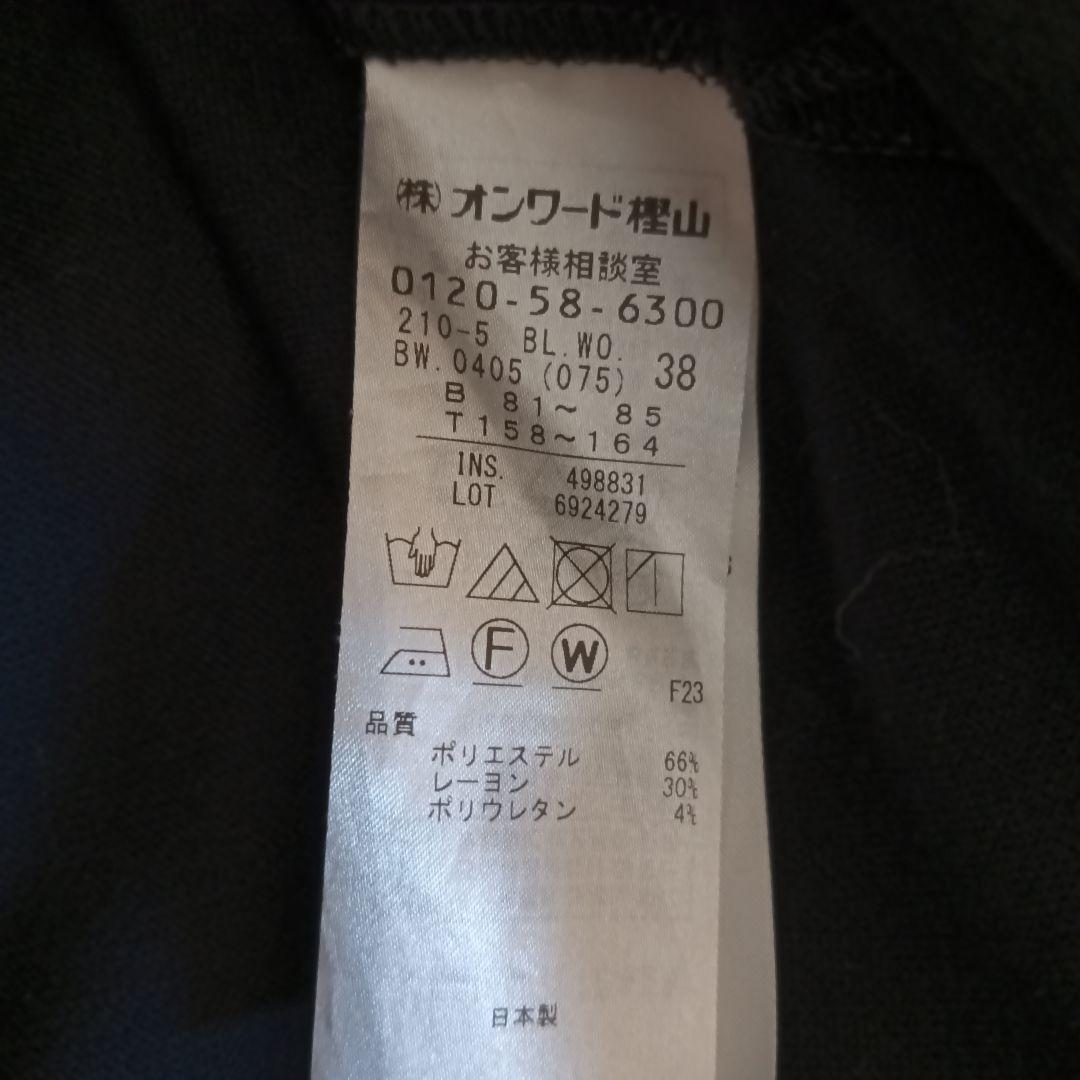 (株)オンワード樫山
お客様相談室
0120-58-6300
210-5 BL.WO. 38
BW.0405 (075)
B 81~ 85
T158~164
INS. 498831
LOT 6924279
F
W
F23
品質
ポリエステル 66%
レーヨン 30%
ポリウレタン 4%
日本製